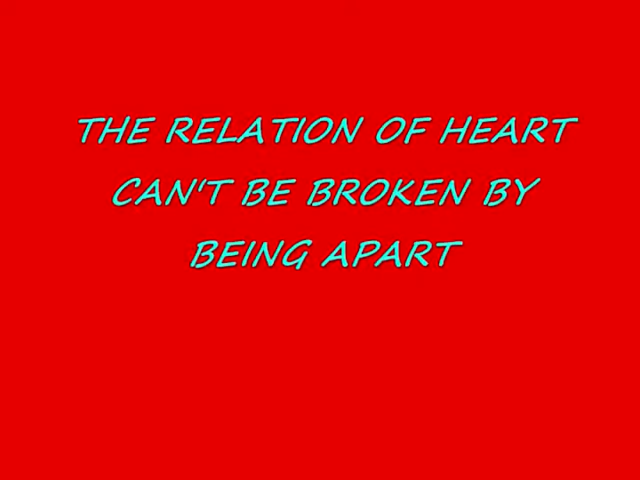 THE RELATION OF HEART
CAN'T BE BROKEN BY
BEING APART